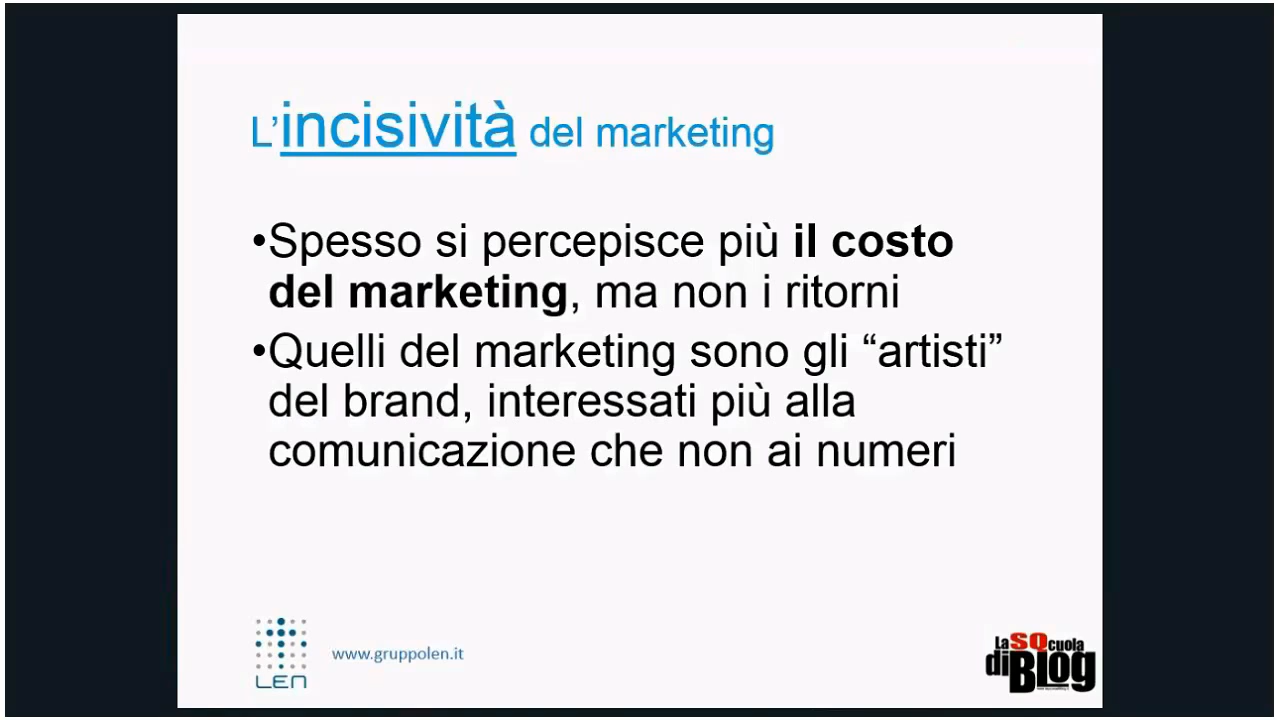 L'incisività del marketing
•Spesso si percepisce più il costo
del marketing, ma non i ritorni
•Quelli del marketing sono gli “artisti”
del brand, interessati più alla
comunicazione che non ai numeri
LEN
www.gruppolen.it
La SQcuola
di BLog